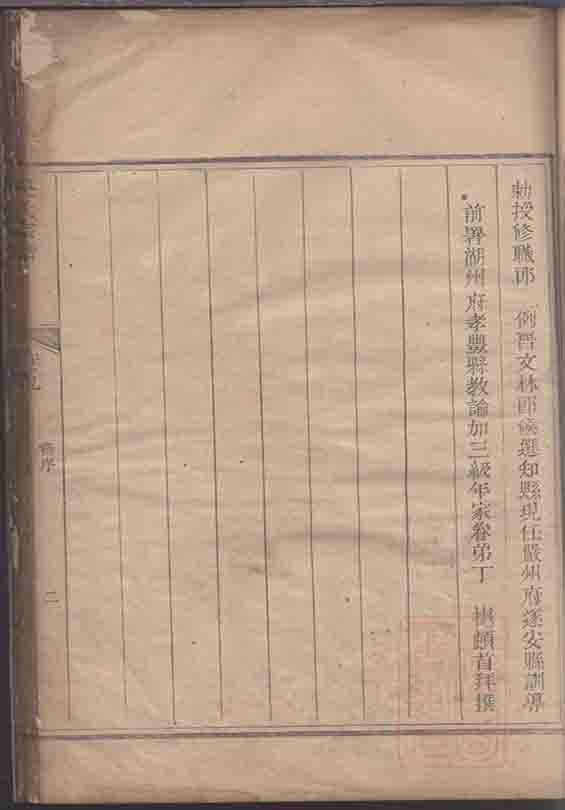 勅授修職郎 例晉文林郎候選知縣現任嚴州府遂安縣訓導
前署湖州府孝豐縣教諭加三級年家眷弟丁 頓首拜撰
舊序
二